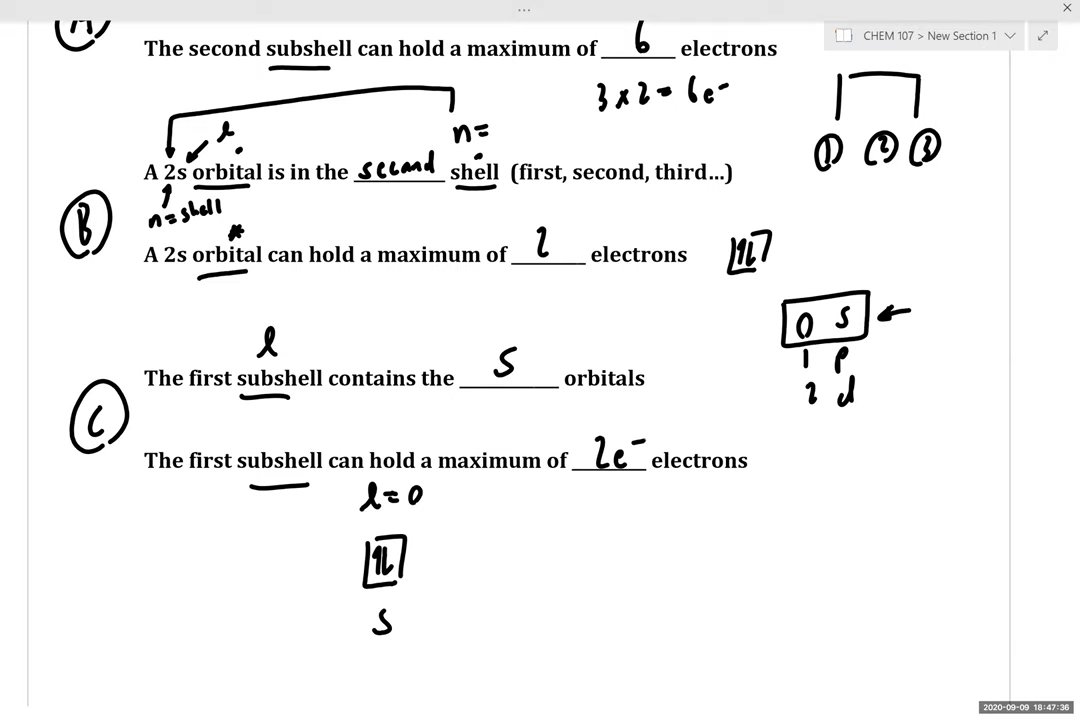 ...
CHEM 107 > New Section 1
(A)
The second subshell can hold a maximum of 6 electrons
3 x 2 = 6e-
l
n=
1 2 3
A 2s orbital is in the second shell (first, second, third...)
n=shell
B
*
A 2s orbital can hold a maximum of 2 electrons
0 s
1 p
2 d
l
The first subshell contains the s orbitals
C
The first subshell can hold a maximum of 2e- electrons
l=0
s
2020-09-09 18:47:36